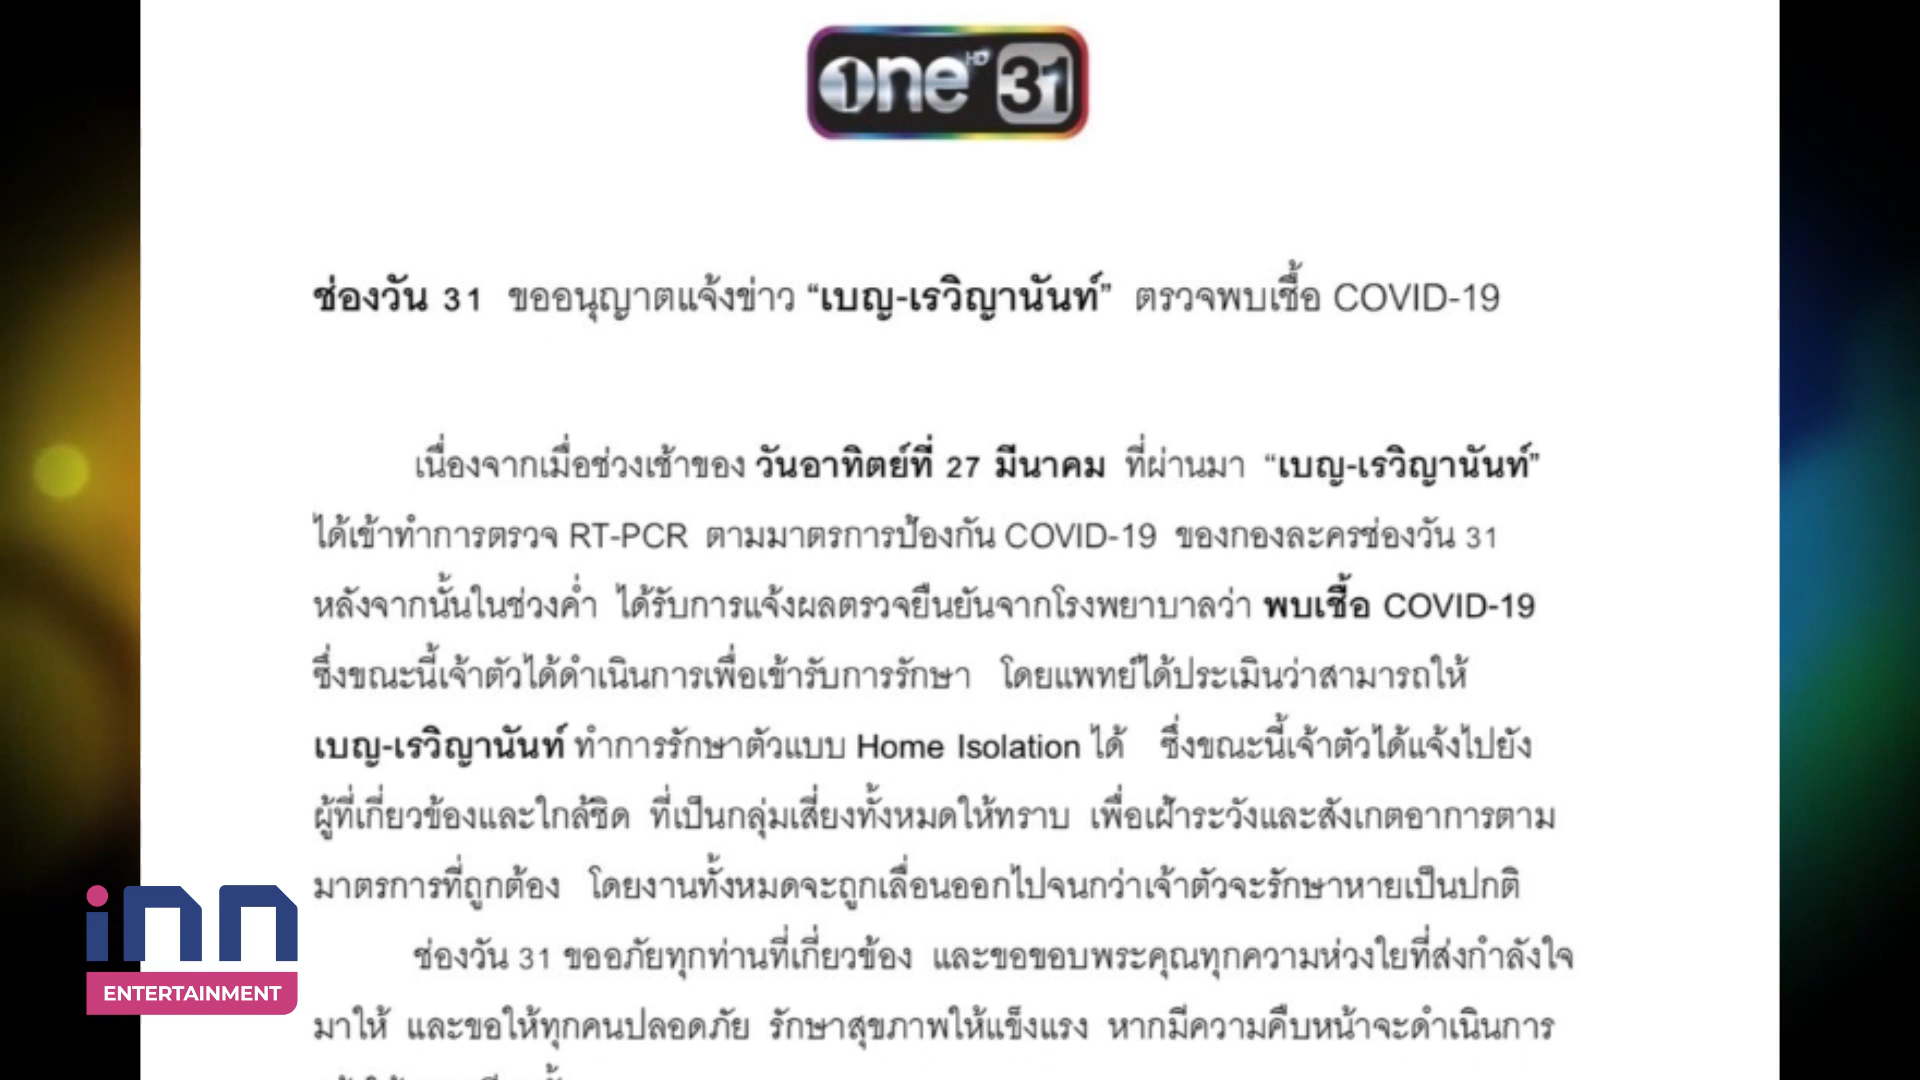 one HD 31
ช่องวัน 31 ขออนุญาตแจ้งข่าว “เบญ-เรวิญานันท์” ตรวจพบเชื้อ COVID-19
เนื่องจากเมื่อช่วงเช้าของ วันอาทิตย์ที่ 27 มีนาคม ที่ผ่านมา “เบญ-เรวิญานันท์”
ได้เข้าทำการตรวจ RT-PCR ตามมาตรการป้องกัน COVID-19 ของกองละครช่องวัน 31
หลังจากนั้นในช่วงค่ำ ได้รับการแจ้งผลตรวจยืนยันจากโรงพยาบาลว่า พบเชื้อ COVID-19
ซึ่งขณะนี้เจ้าตัวได้ดำเนินการเพื่อเข้ารับการรักษา โดยแพทย์ได้ประเมินว่าสามารถให้
เบญ-เรวิญานันท์ ทำการรักษาตัวแบบ Home Isolation ได้ ซึ่งขณะนี้เจ้าตัวได้แจ้งไปยัง
ผู้ที่เกี่ยวข้องและใกล้ชิด ที่เป็นกลุ่มเสี่ยงทั้งหมดให้ทราบ เพื่อเฝ้าระวังและสังเกตอาการตาม
มาตรการที่ถูกต้อง โดยงานทั้งหมดจะถูกเลื่อนออกไปจนกว่าเจ้าตัวจะรักษาหายเป็นปกติ
ช่องวัน 31 ขออภัยทุกท่านที่เกี่ยวข้อง และขอขอบพระคุณทุกความห่วงใยที่ส่งกำลังใจ
มาให้ และขอให้ทุกคนปลอดภัย รักษาสุขภาพให้แข็งแรง หากมีความคืบหน้าจะดำเนินการ
inn
ENTERTAINMENT